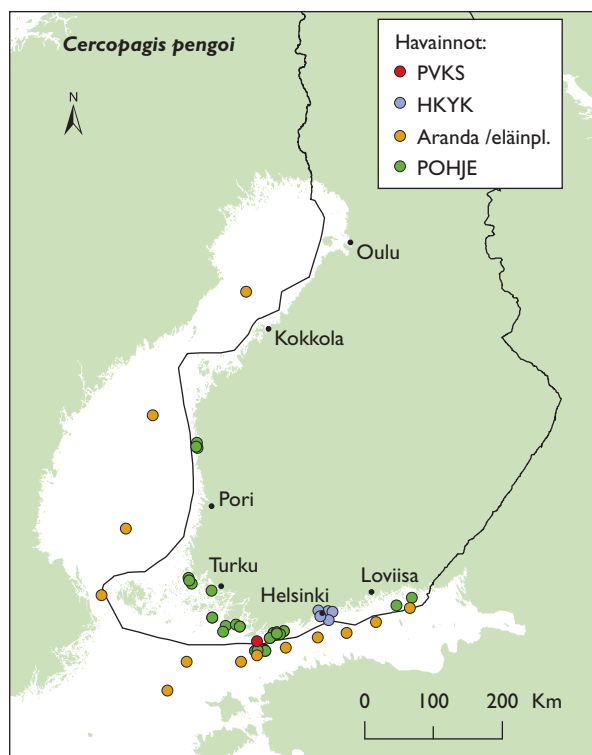 Cercopagis pengoi
N
Havainnot:
PVKS
HKYK
Aranda /eläinpl.
POHJE
Oulu
Kokkola
Pori
Turku
Helsinki
Loviisa
0 100 200 Km